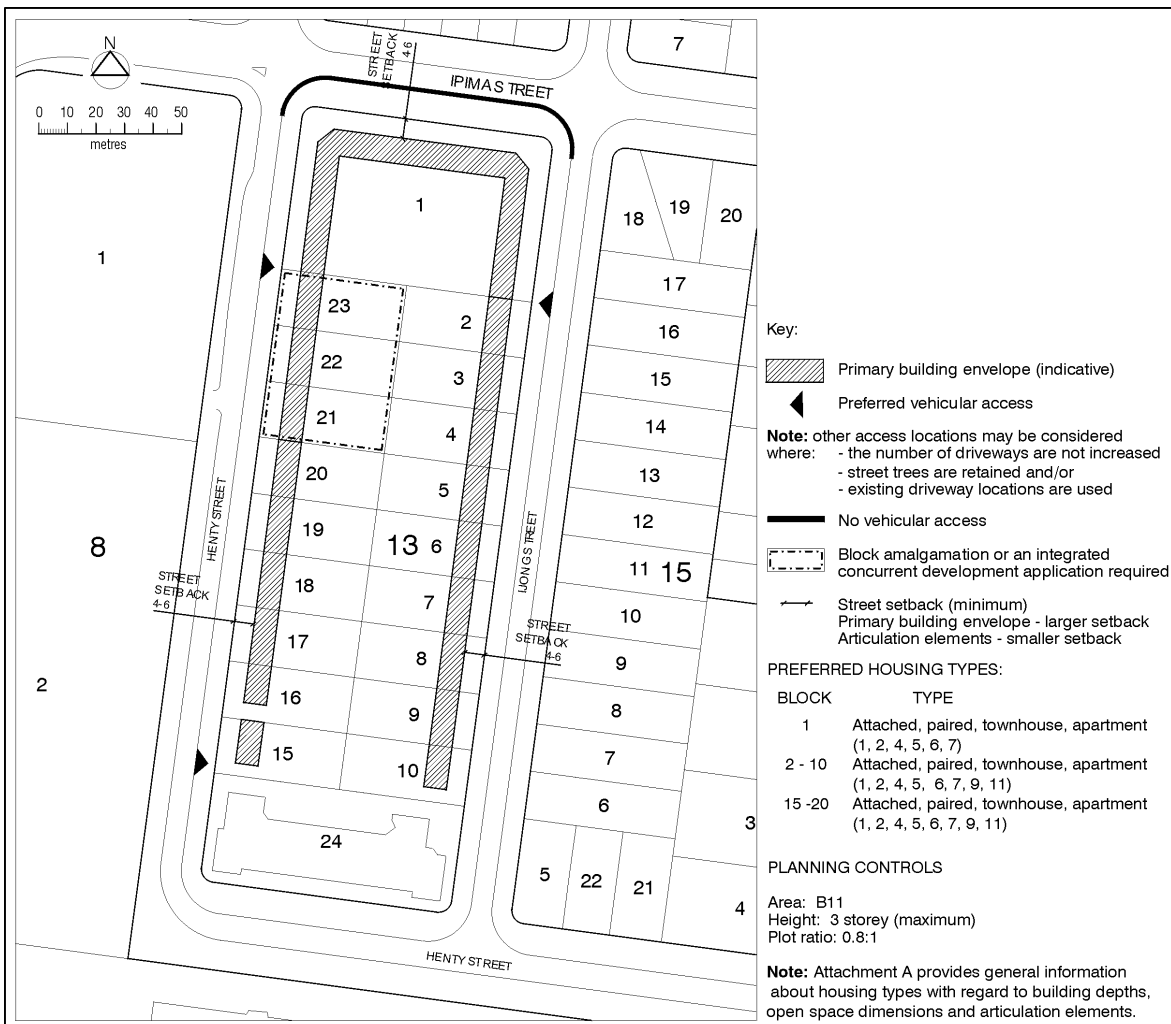 N
0 10 20 30 40 50
metres
STREET
SETBACK
4-6
IPIMA STREET
7
1
18
19
20
1
17
23
2
16
22
3
15
21
4
14
20
5
13
19
13
6
12
8
HENTY STREET
IJONG STREET
18
11
15
STREET
SETBACK
4-6
7
10
17
STREET
SETBACK
4-6
8
9
2
16
9
8
15
10
7
6
24
3
5
22
21
4
HENTY STREET
Key:
Primary building envelope (indicative)
Preferred vehicular access
Note: other access locations may be considered
where: - the number of driveways are not increased
- street trees are retained and/or
- existing driveway locations are used
No vehicular access
Block amalgamation or an integrated
concurrent development application required
Street setback (minimum)
Primary building envelope - larger setback
Articulation elements - smaller setback
PREFERRED HOUSING TYPES:
BLOCK TYPE
1 Attached, paired, townhouse, apartment
(1, 2, 4, 5, 6, 7)
2 - 10 Attached, paired, townhouse, apartment
(1, 2, 4, 5, 6, 7, 9, 11)
15 -20 Attached, paired, townhouse, apartment
(1, 2, 4, 5, 6, 7, 9, 11)
PLANNING CONTROLS
Area: B11
Height: 3 storey (maximum)
Plot ratio: 0.8:1
Note: Attachment A provides general information
about housing types with regard to building depths,
open space dimensions and articulation elements.